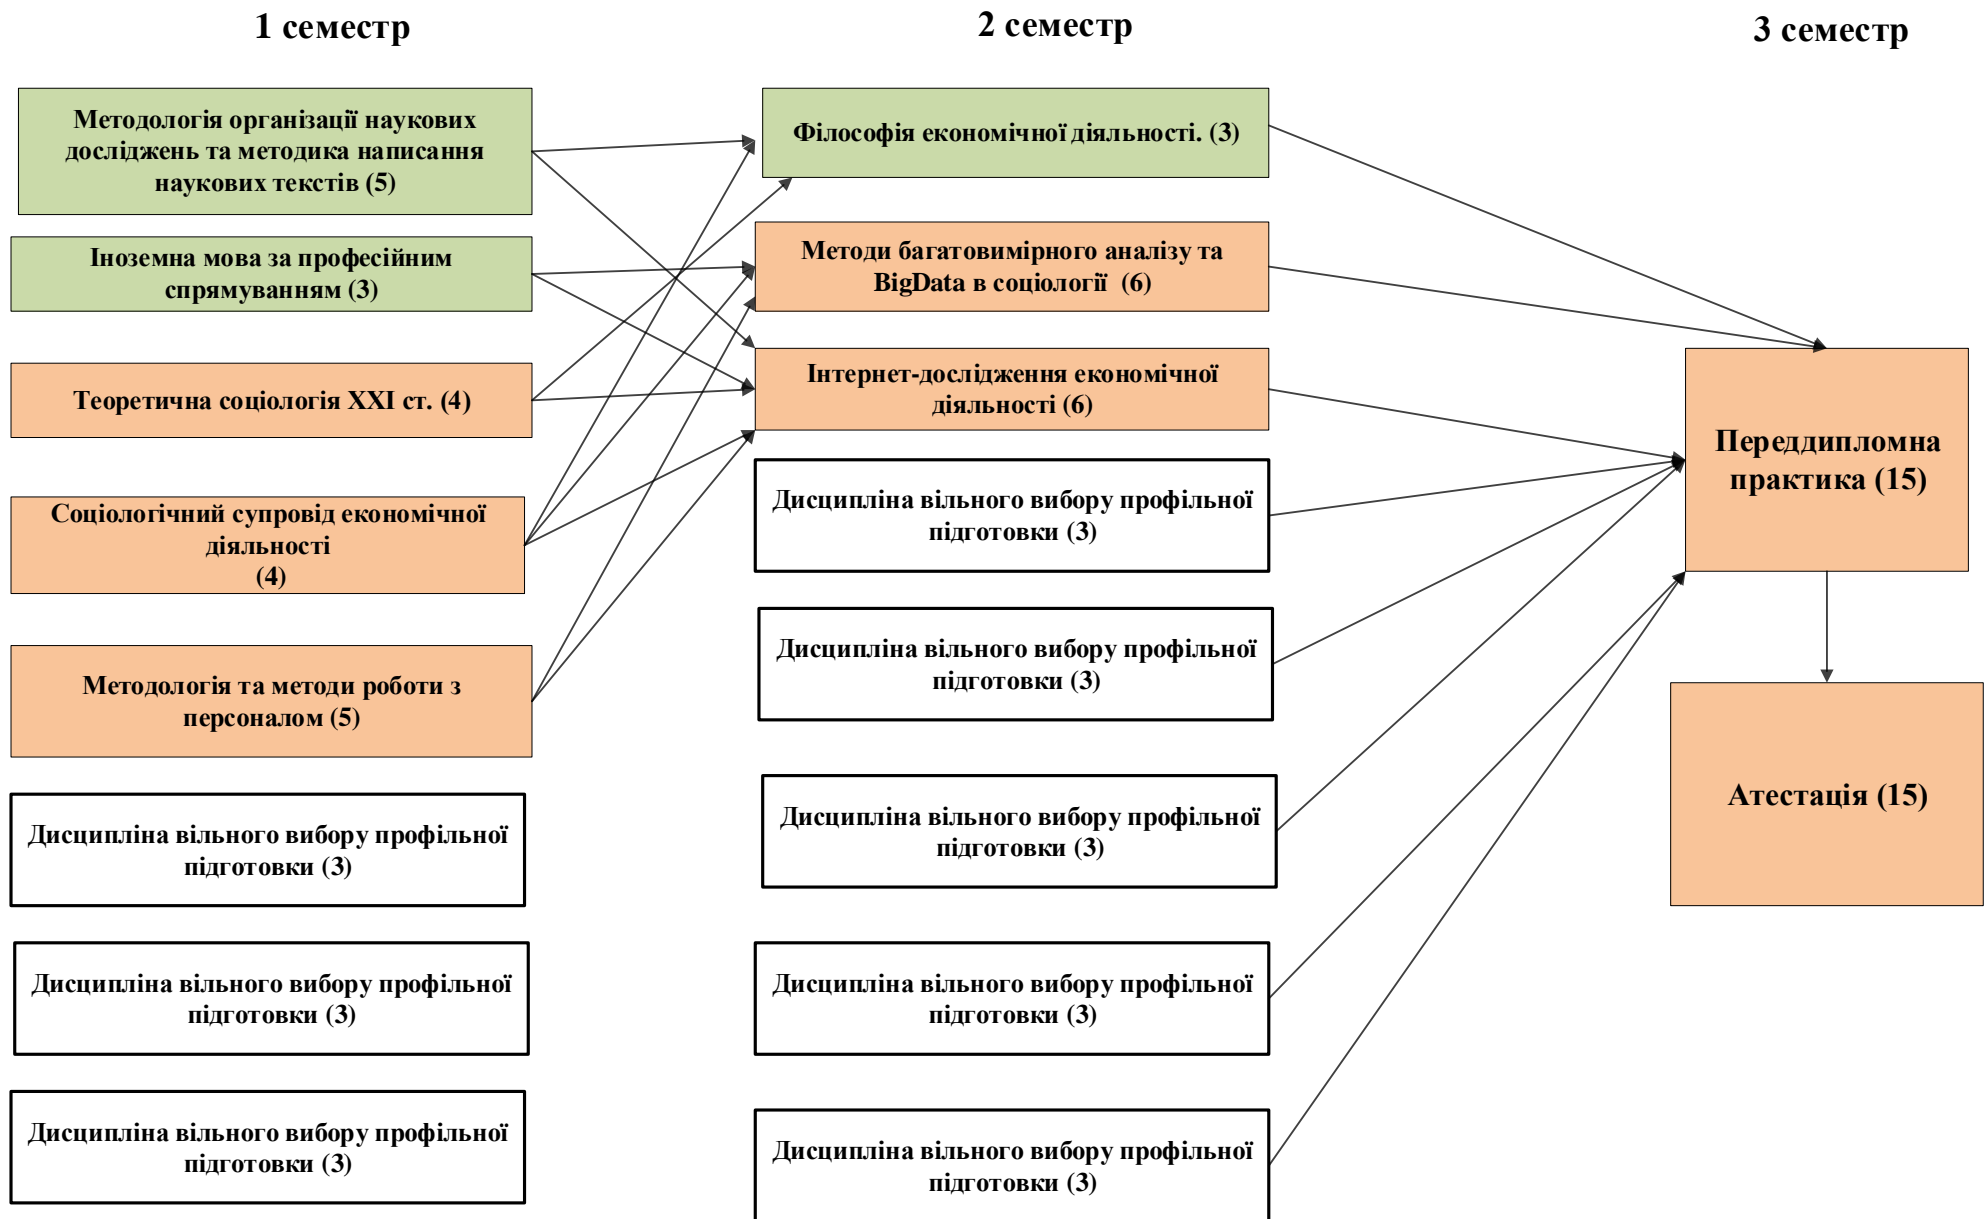 1 семестр
2 семестр
3 семестр
Методологія організації наукових
досліджень та методика написання
наукових текстів (5)
Іноземна мова за професійним
спрямуванням (3)
Теоретична соціологія ХХІ ст. (4)
Соціологічний супровід економічної
діяльності
(4)
Методологія та методи роботи з
персоналом (5)
Дисципліна вільного вибору профільної
підготовки (3)
Дисципліна вільного вибору профільної
підготовки (3)
Дисципліна вільного вибору профільної
підготовки (3)
Філософія економічної діяльності. (3)
Методи багатовимірного аналізу та
BigData в соціології (6)
Інтернет-дослідження економічної
діяльності (6)
Дисципліна вільного вибору профільної
підготовки (3)
Дисципліна вільного вибору профільної
підготовки (3)
Дисципліна вільного вибору профільної
підготовки (3)
Дисципліна вільного вибору профільної
підготовки (3)
Дисципліна вільного вибору профільної
підготовки (3)
Переддипломна
практика (15)
Атестація (15)